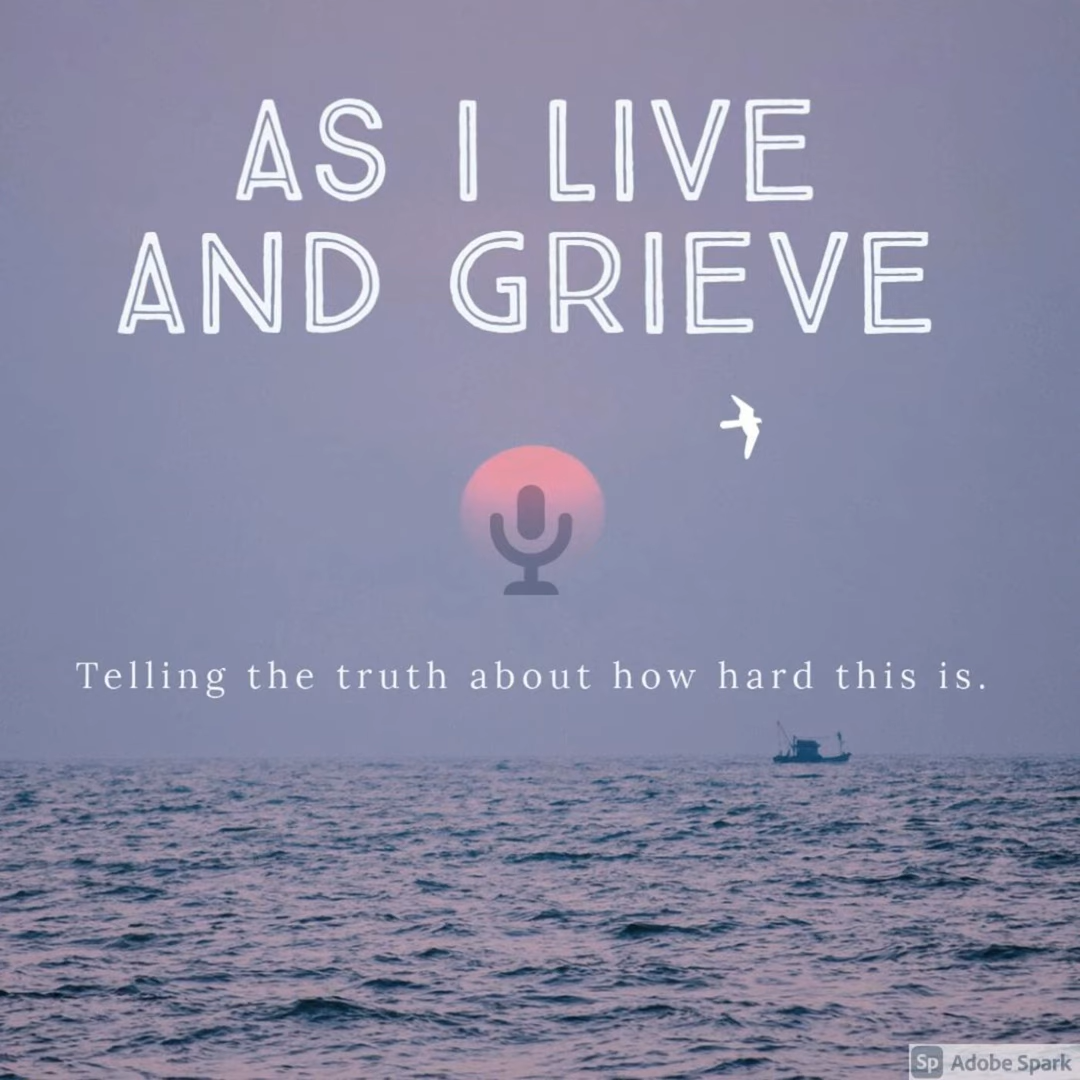 AS I LIVE
AND GRIEVE
Telling the truth about how hard this is.
Sp Adobe Spark